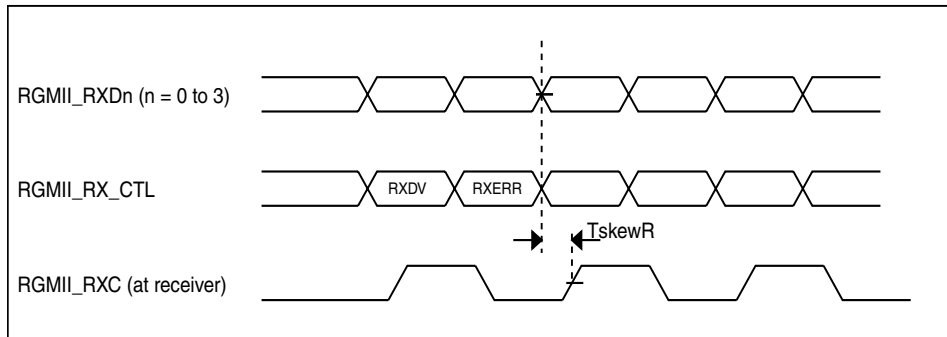 RGMII_RXDn (n = 0 to 3)
RGMII_RX_CTL
RXDV
RXERR
TskewR
RGMII_RXC (at receiver)